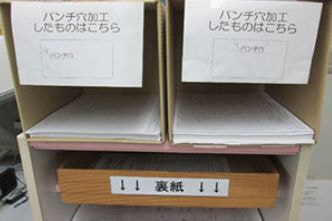 パンチ穴加工
したものはこちら
パンチ穴
パンチ穴加工
したものはこちら
パンチ穴
↓↓ 裏紙 ↓↓